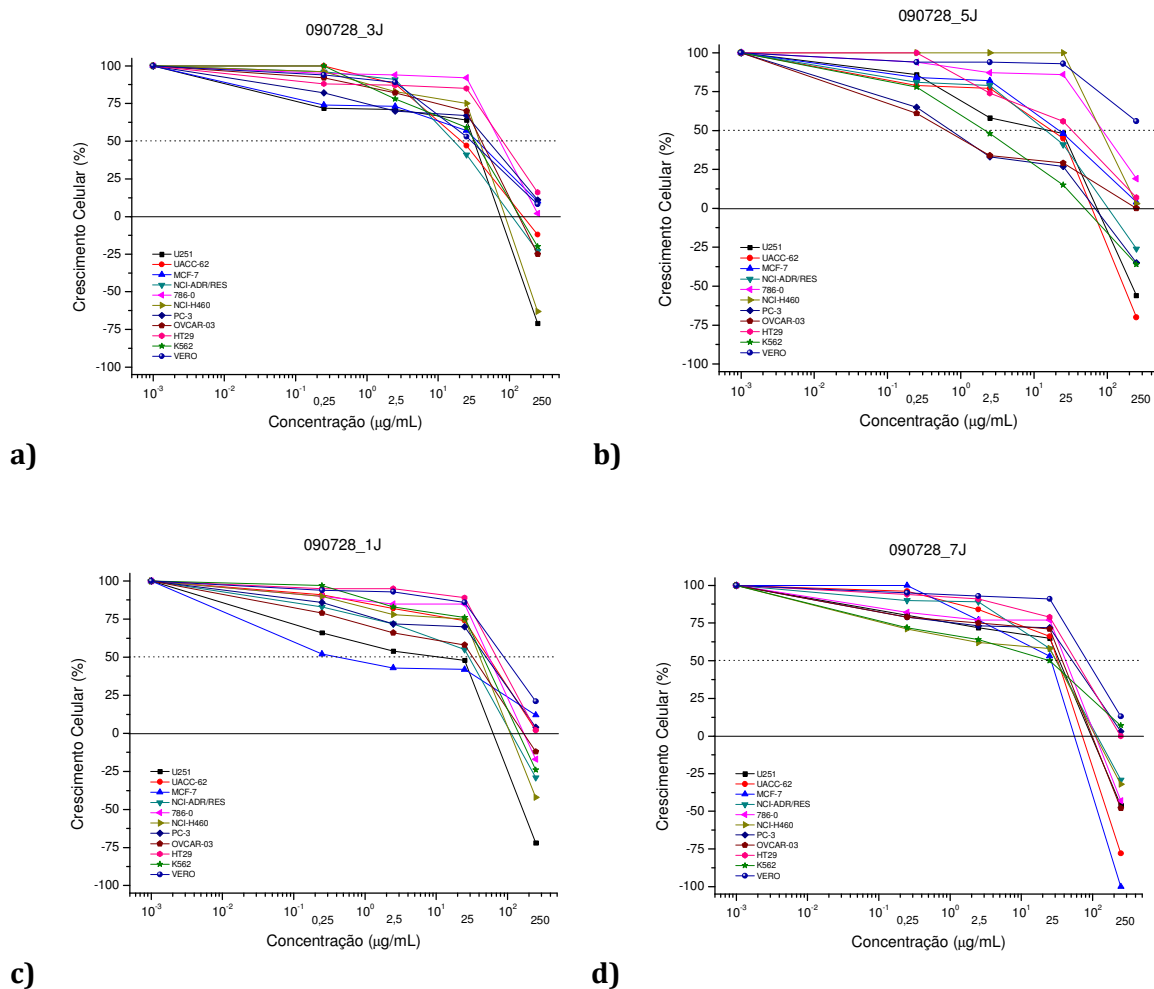 090728_3J
Crescimento Celular (%)
100
75
50
25
0
-25
-50
-75
-100
U251
UACC-62
MCF-7
NCI-ADR/RES
786-0
NCI-H460
PC-3
OVCAR-03
HT29
K562
VERO
10⁻³ 10⁻² 10⁻¹ 10⁰ 10¹ 10²
0,25 2,5 25 250
Concentração (μg/mL)
a)
090728_5J
Crescimento Celular (%)
100
75
50
25
0
-25
-50
-75
-100
U251
UACC-62
MCF-7
NCI-ADR/RES
786-0
NCI-H460
PC-3
OVCAR-03
HT29
K562
VERO
10⁻³ 10⁻² 10⁻¹ 10⁰ 10¹ 10²
0,25 2,5 25 250
Concentração (μg/mL)
b)
090728_1J
Crescimento Celular (%)
100
75
50
25
0
-25
-50
-75
-100
U251
UACC-62
MCF-7
NCI-ADR/RES
786-0
NCI-H460
PC-3
OVCAR-03
HT29
K562
VERO
10⁻³ 10⁻² 10⁻¹ 10⁰ 10¹ 10²
0,25 2,5 25 250
Concentração (μg/mL)
c)
090728_7J
Crescimento Celular (%)
100
75
50
25
0
-25
-50
-75
-100
U251
UACC-62
MCF-7
NCI-ADR/RES
786-0
NCI-H460
PC-3
OVCAR-03
HT29
K562
VERO
10⁻³ 10⁻² 10⁻¹ 10⁰ 10¹ 10²
0,25 2,5 25 250
Concentração (μg/mL)
d)